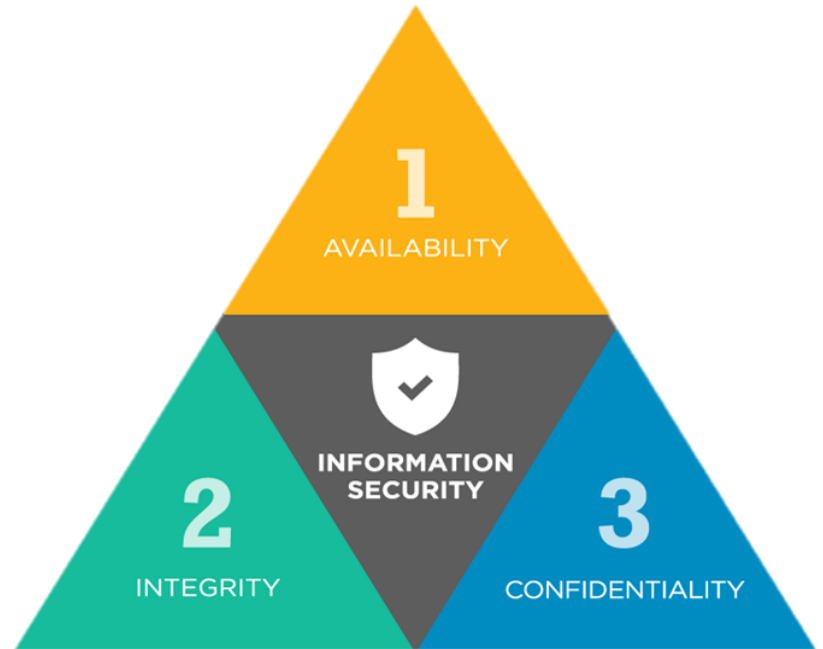 1
AVAILABILITY
INFORMATION
SECURITY
2
INTEGRITY
3
CONFIDENTIALITY